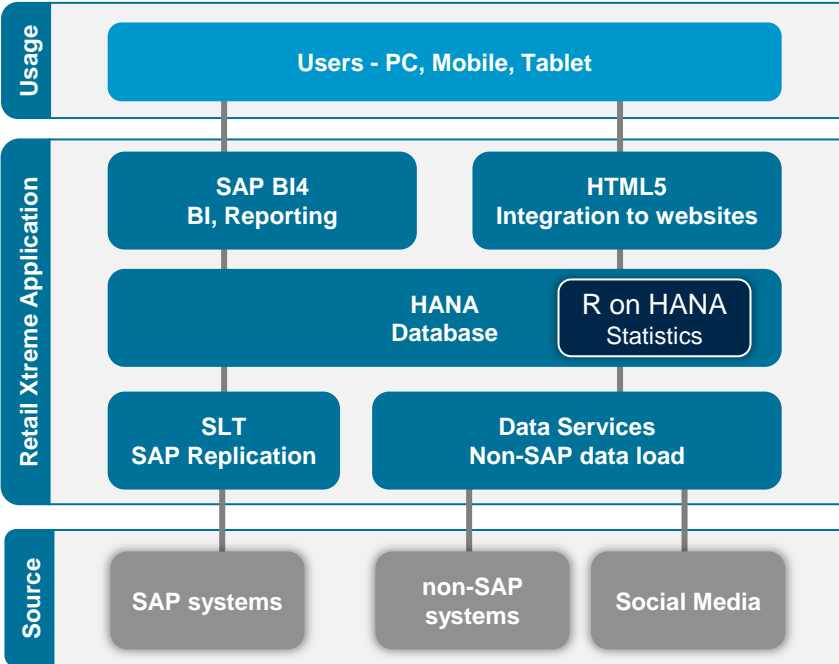 Usage
Users - PC, Mobile, Tablet
Retail Xtreme Application
SAP BI4
BI, Reporting
HTML5
Integration to websites
HANA
Database
R on HANA
Statistics
SLT
SAP Replication
Data Services
Non-SAP data load
Source
SAP systems
non-SAP
systems
Social Media